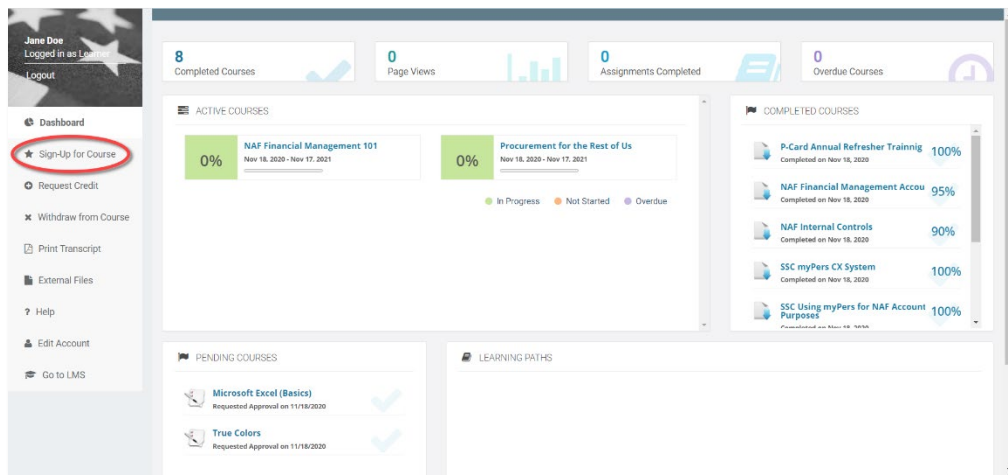 Jane Doe
Logged in as Learner
Logout
Dashboard
Sign-Up for Course
Request Credit
Withdraw from Course
Print Transcript
External Files
Help
Edit Account
Go to LMS
8
Completed Courses
0
Page Views
0
Assignments Completed
0
Overdue Courses
ACTIVE COURSES
0%
NAF Financial Management 101
Nov 18. 2020 - Nov 17. 2021
0%
Procurement for the Rest of Us
Nov 18. 2020 - Nov 17. 2021
In Progress
Not Started
Overdue
COMPLETED COURSES
P-Card Annual Refresher Trainnig
Completed on Nov 18, 2020
100%
NAF Financial Management Accou
Completed on Nov 18, 2020
95%
NAF Internal Controls
Completed on Nov 18. 2020
90%
SSC myPers CX System
Completed on Nov 18, 2020
100%
SSC Using myPers for NAF Account
Purposes
Completed on Nov 18, 2020
100%
PENDING COURSES
Microsoft Excel (Basics)
Requested Approval on 11/18/2020
True Colors
Requested Approval on 11/18/2020
LEARNING PATHS